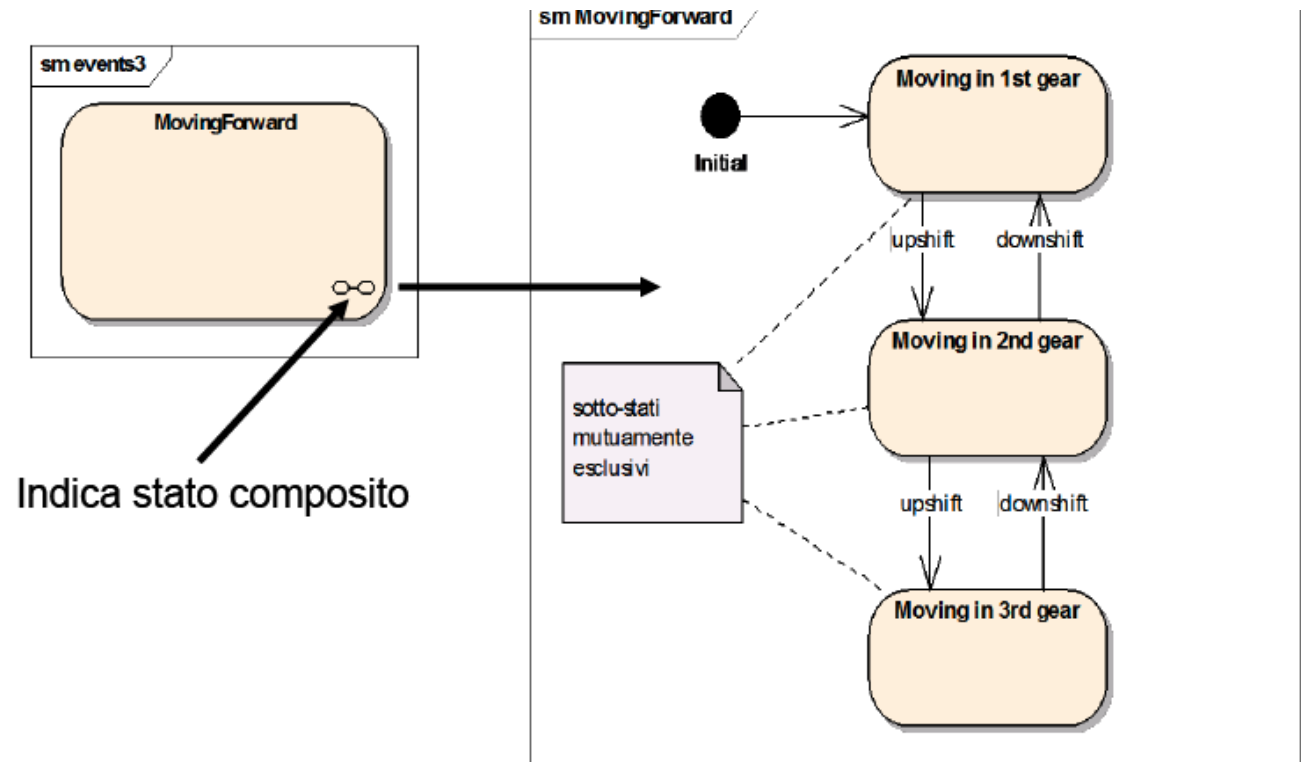 sm events3
MovingForward
Indica stato composito
sm MovingForward
Initial
Moving in 1st gear
upshift
downshift
Moving in 2nd gear
sotto-stati
mutuamente
esclusivi
upshift
downshift
Moving in 3rd gear